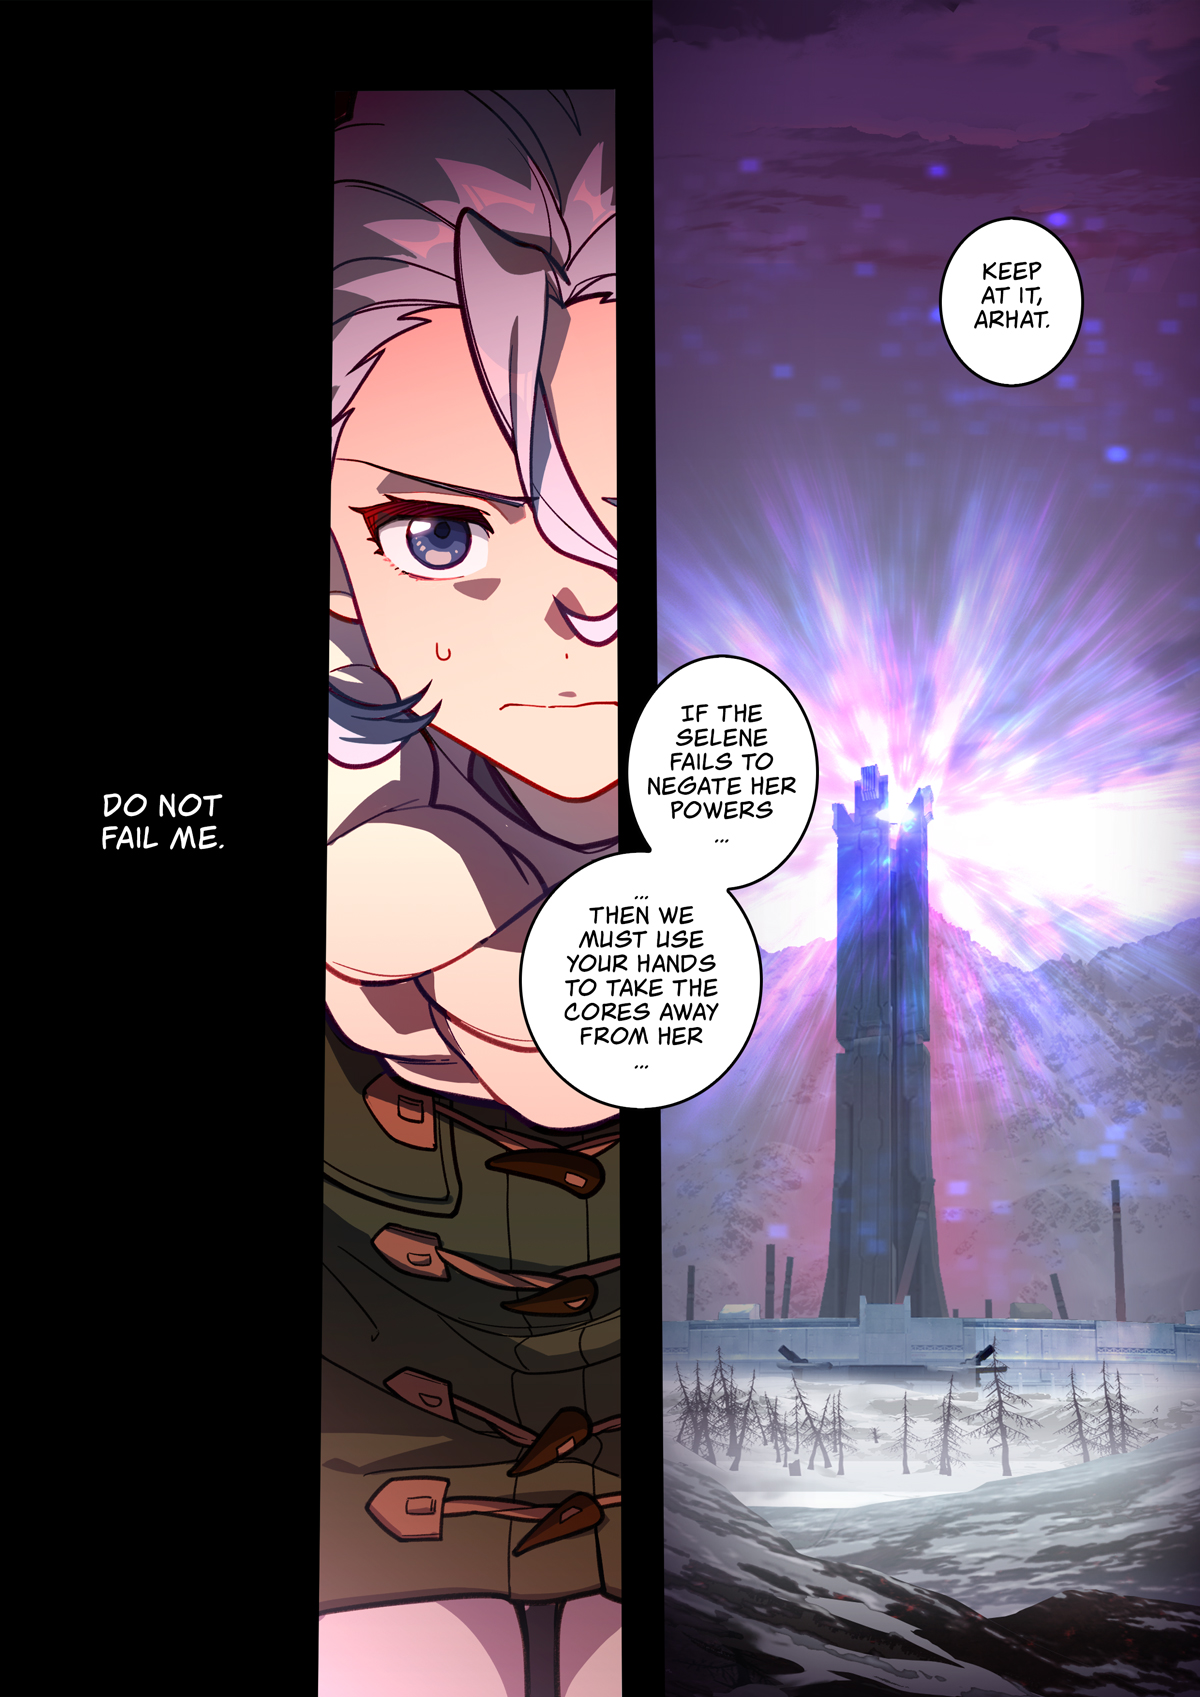 KEEP
AT IT,
ARHAT.
IF THE
SELENE
FAILS TO
NEGATE HER
POWERS
...
...
THEN WE
MUST USE
YOUR HANDS
TO TAKE THE
CORES AWAY
FROM HER
...
DO NOT
FAIL ME.